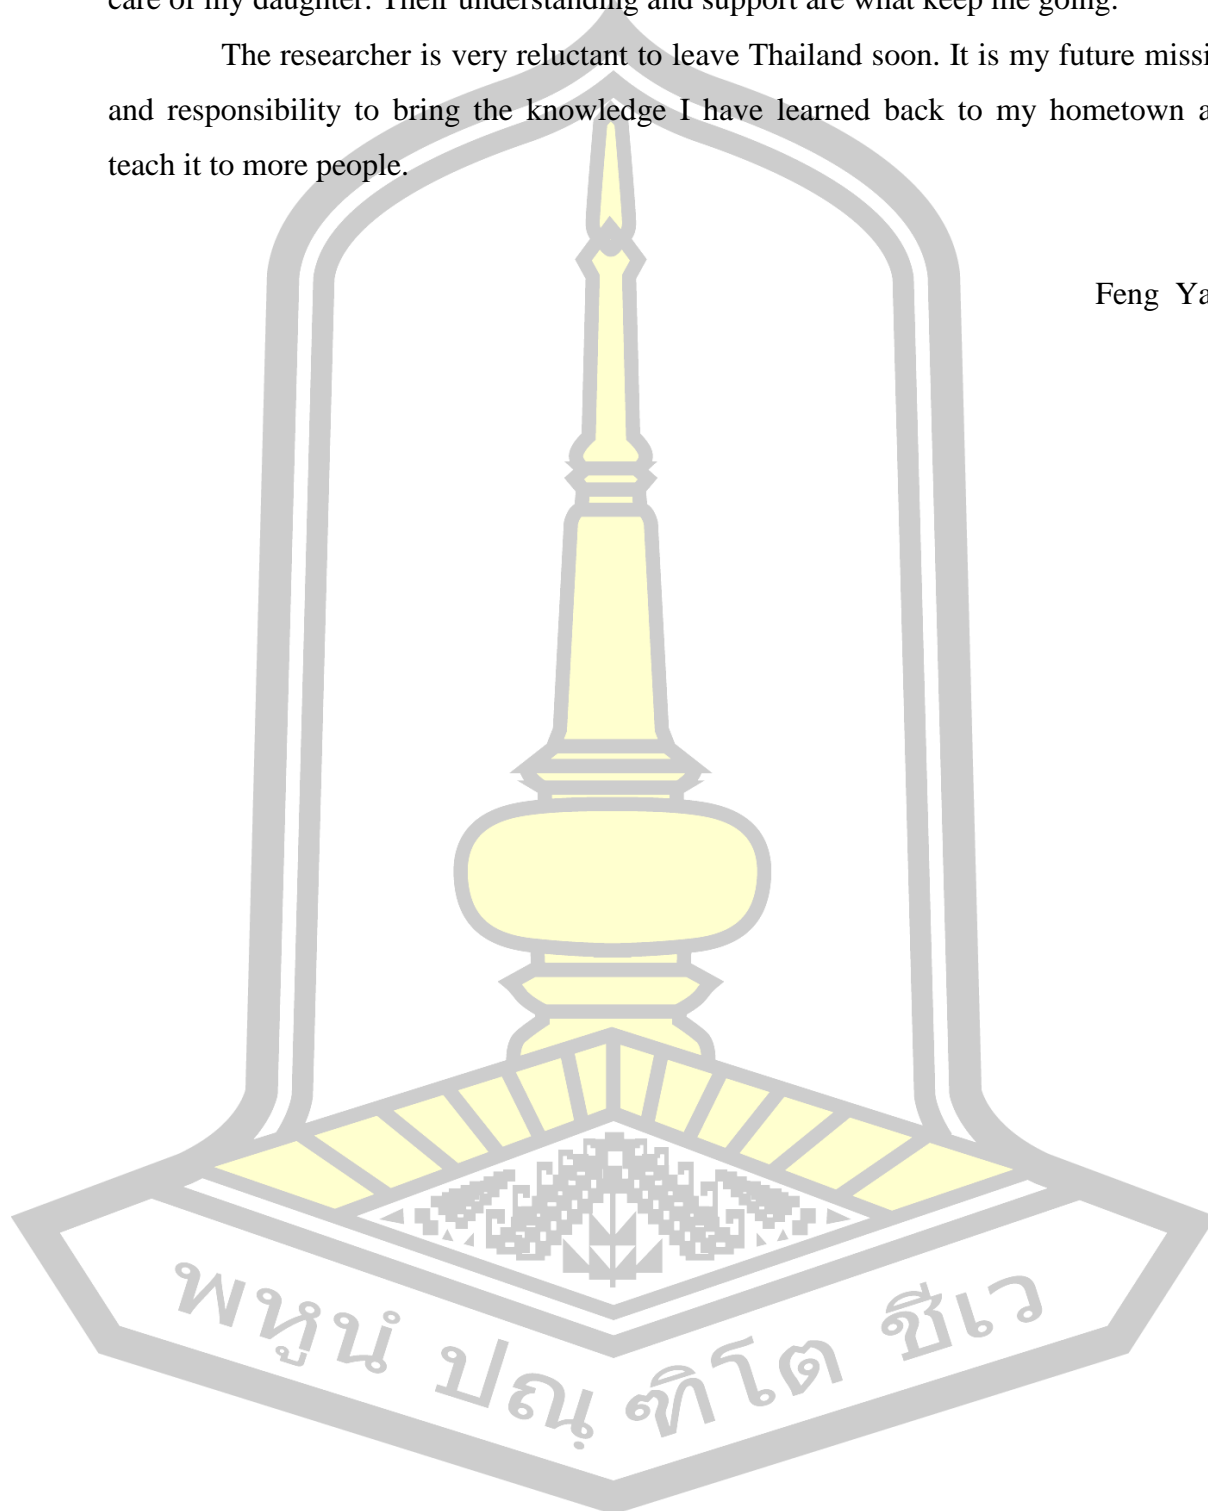 care of my daughter. Their understanding and support are what keep me going.
The researcher is very reluctant to leave Thailand soon. It is my future missi
and responsibility to bring the knowledge I have learned back to my hometown a
teach it to more people.
Feng Ya
พหูนํ ปณฺฑิโต ชีเว